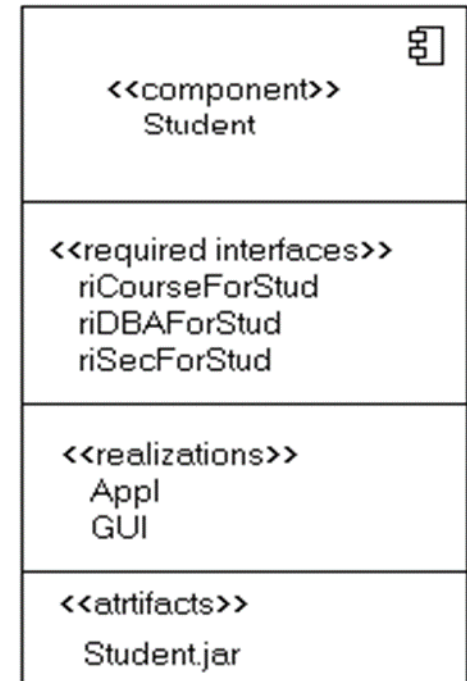 <<component>>
Student
<<required interfaces>>
riCourseForStud
riDBAForStud
riSecForStud
<<realizations>>
Appl
GUI
<<atrtifacts>>
Student.jar